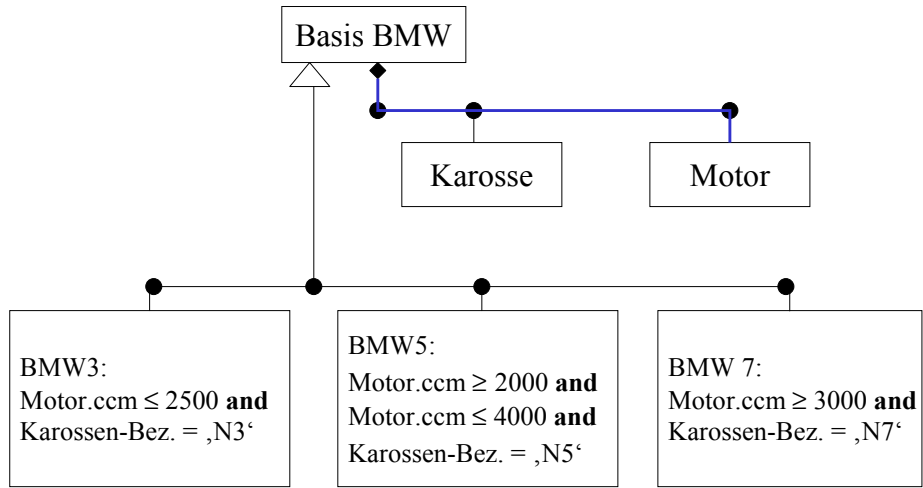 Basis BMW
Karosse
Motor
BMW3:
Motor.ccm ≤ 2500 and
Karossen-Bez. = ‚N3‘
BMW5:
Motor.ccm ≥ 2000 and
Motor.ccm ≤ 4000 and
Karossen-Bez. = ‚N5‘
BMW 7:
Motor.ccm ≥ 3000 and
Karossen-Bez. = ‚N7‘